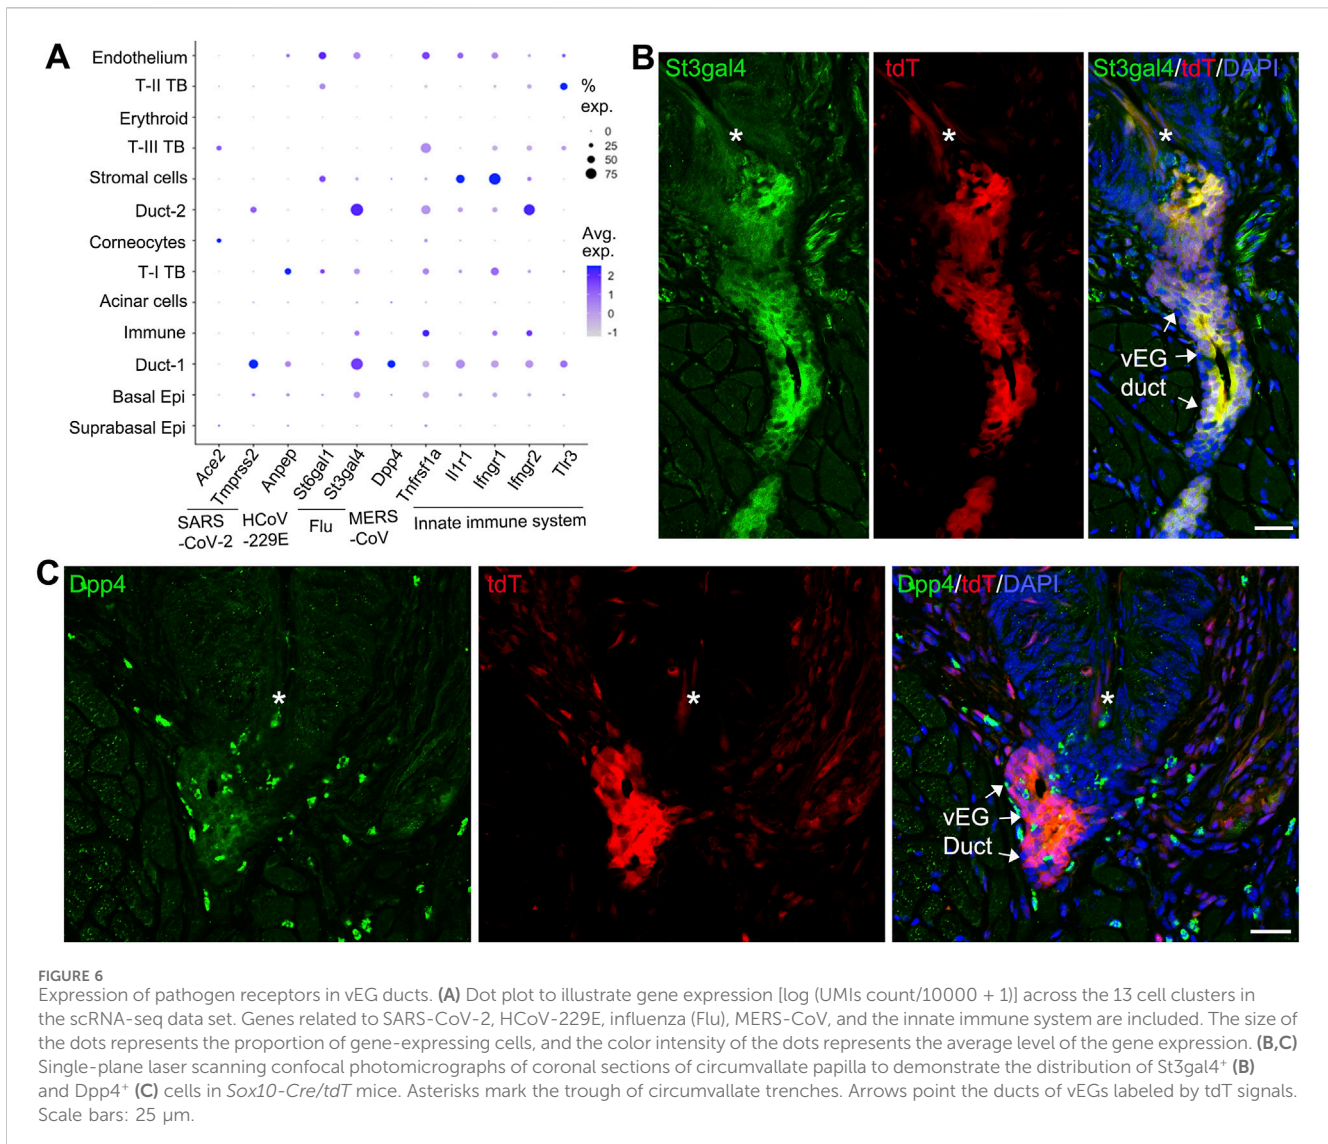 A
Endothelium
T-II TB
Erythroid
T-III TB
Stromal cells
Duct-2
Corneocytes
T-I TB
Acinar cells
Immune
Duct-1
Basal Epi
Suprabasal Epi
Ace2
Tmprss2
Anpep
St6gal1
St3gal4
Dpp4
Tnfrsf1a
Il1r1
Ifngr1
Ifngr2
Tlr3
SARS
-CoV-2
HCoV
-229E
Flu
MERS
-CoV
Innate immune system
%
exp.
0
25
50
75
Avg.
exp.
2
1
0
-1
B
St3gal4
*
tdT
*
St3gal4/tdT/DAPI
*
vEG
duct
C
Dpp4
*
tdT
*
Dpp4/tdT/DAPI
*
vEG
Duct
FIGURE 6
Expression of pathogen receptors in vEG ducts. (A) Dot plot to illustrate gene expression [log (UMIs count/10000 + 1)] across the 13 cell clusters in
the scRNA-seq data set. Genes related to SARS-CoV-2, HCoV-229E, influenza (Flu), MERS-CoV, and the innate immune system are included. The size of
the dots represents the proportion of gene-expressing cells, and the color intensity of the dots represents the average level of the gene expression. (B,C)
Single-plane laser scanning confocal photomicrographs of coronal sections of circumvallate papilla to demonstrate the distribution of St3gal4⁺ (B)
and Dpp4⁺ (C) cells in Sox10-Cre/tdT mice. Asterisks mark the trough of circumvallate trenches. Arrows point the ducts of vEGs labeled by tdT signals.
Scale bars: 25 μm.